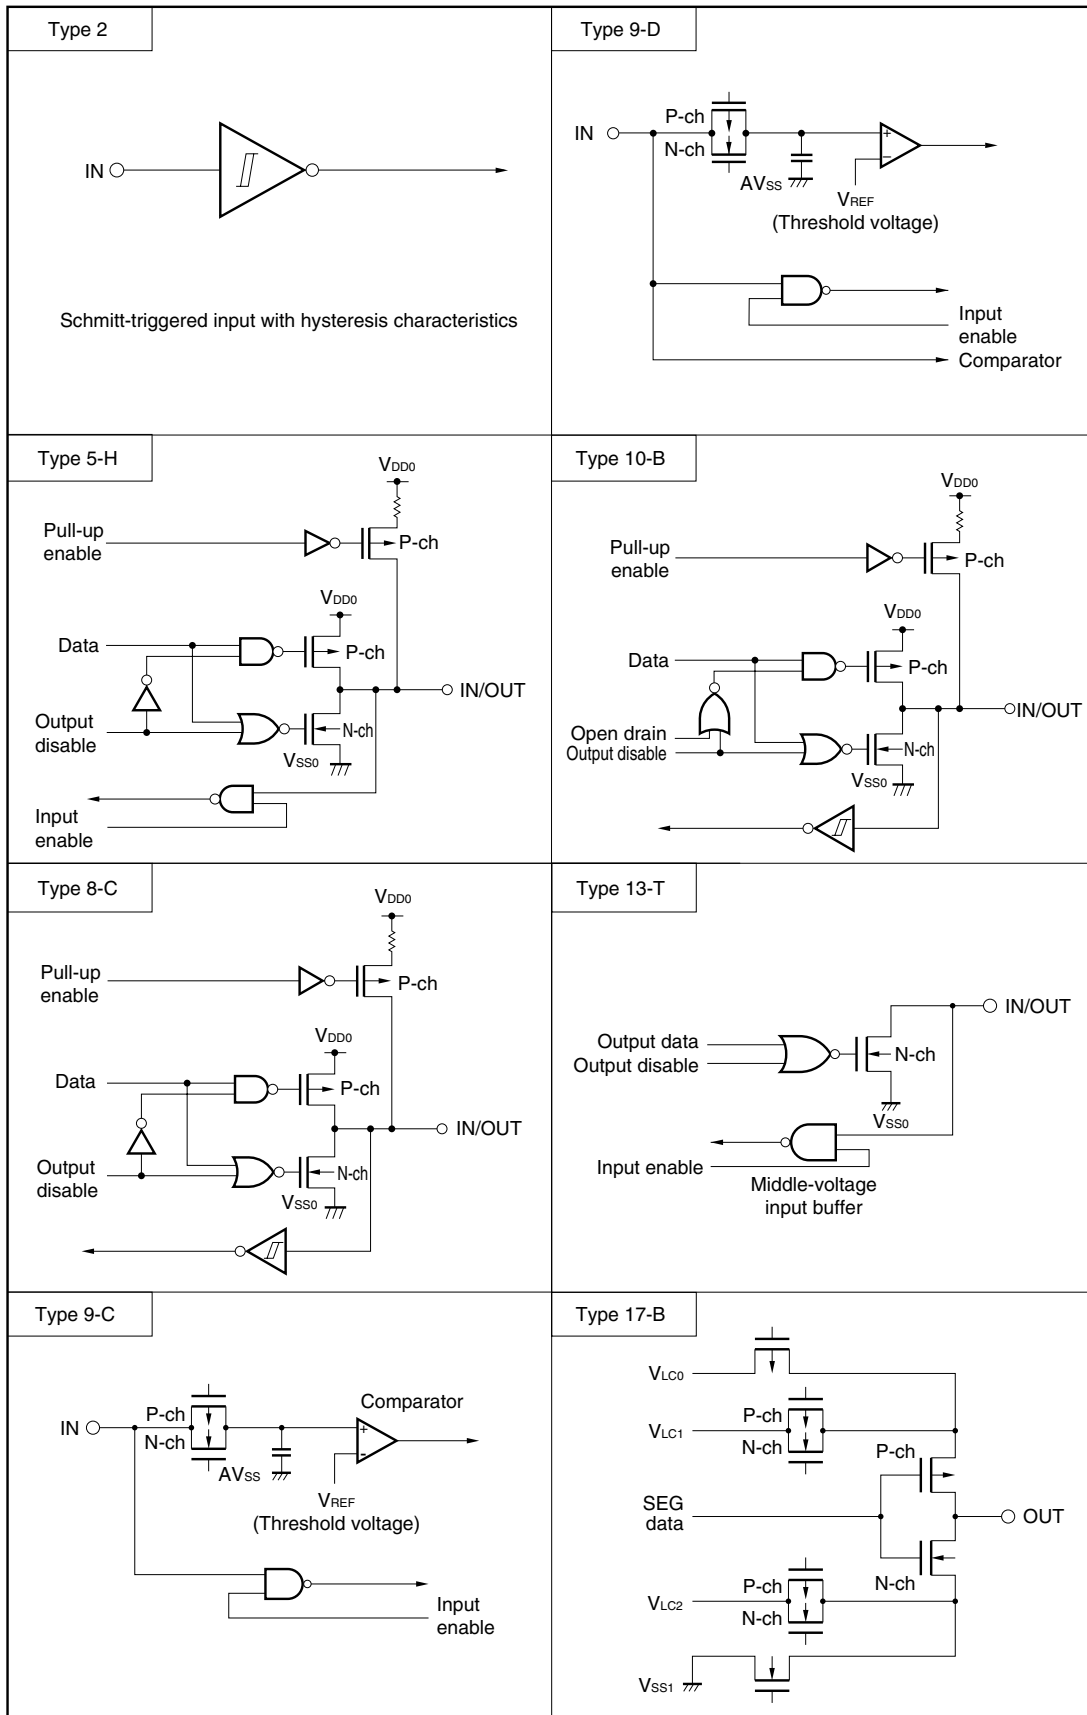 Type 2
IN
Schmitt-triggered input with hysteresis characteristics
Type 9-D
IN
P-ch
N-ch
AVSS
+
−
VREF
(Threshold voltage)
Input
enable
Comparator
Type 5-H
VDD0
Pull-up
enable
P-ch
VDD0
Data
P-ch
IN/OUT
Output
disable
N-ch
VSS0
Input
enable
Type 10-B
VDD0
Pull-up
enable
P-ch
VDD0
Data
P-ch
IN/OUT
Open drain
Output disable
N-ch
VSS0
Type 8-C
VDD0
Pull-up
enable
P-ch
VDD0
Data
P-ch
IN/OUT
Output
disable
N-ch
VSS0
Type 13-T
IN/OUT
Output data
Output disable
N-ch
VSS0
Input enable
Middle-voltage
input buffer
Type 9-C
Comparator
IN
P-ch
N-ch
AVSS
+
-
VREF
(Threshold voltage)
Input
enable
Type 17-B
VLC0
P-ch
VLC1
N-ch
P-ch
SEG
data
OUT
N-ch
P-ch
VLC2
N-ch
VSS1